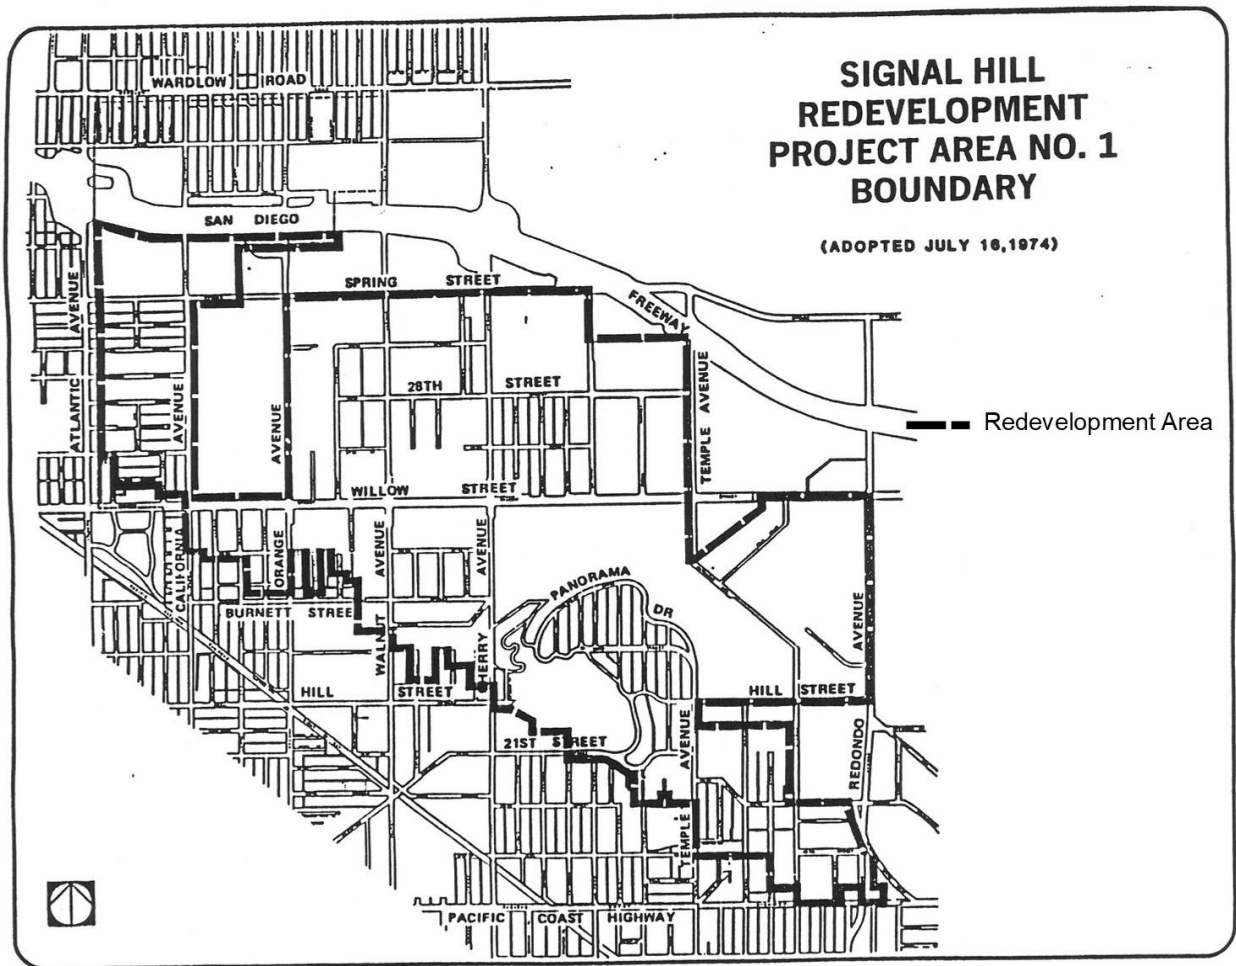 SIGNAL HILL
REDEVELOPMENT
PROJECT AREA NO. 1
BOUNDARY
(ADOPTED JULY 16,1974)
WARDLOW ROAD
SAN DIEGO
SPRING STREET
FREEWAY
ATLANTIC AVENUE
AVENUE
AVENUE
28TH STREET
TEMPLE AVENUE
Redevelopment Area
WILLOW STREET
CALIFORNIA
ORANGE
AVENUE
AVENUE
PANORAMA DR
BURNETT STREE
WALNUT
HERRY
AVENUE
HILL STREET
HILL STREET
21ST STREET
AVENUE
REDONDO
TEMPLE
PACIFIC COAST HIGHWAY